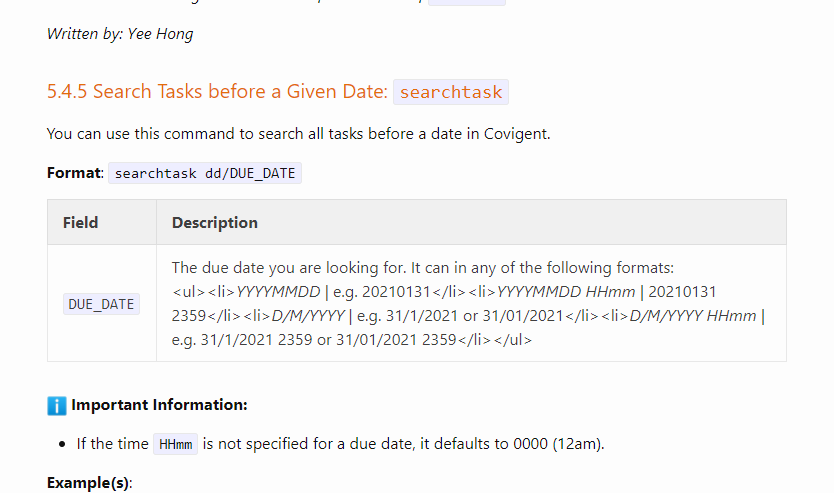 Written by: Yee Hong
5.4.5 Search Tasks before a Given Date: searchtask
You can use this command to search all tasks before a date in Covigent.
Format: searchtask dd/DUE_DATE
Field Description
The due date you are looking for. It can in any of the following formats:
<ul><li>YYYYMMDD | e.g. 20210131</li><li>YYYYMMDD HHmm | 20210131
DUE_DATE
2359</li><li>D/M/YYYY | e.g. 31/1/2021 or 31/01/2021</li><li>D/M/YYYY HHmm |
e.g. 31/1/2021 2359 or 31/01/2021 2359</li></ul>
Important Information:
If the time HHmm is not specified for a due date, it defaults to 0000 (12am).
Example(s):